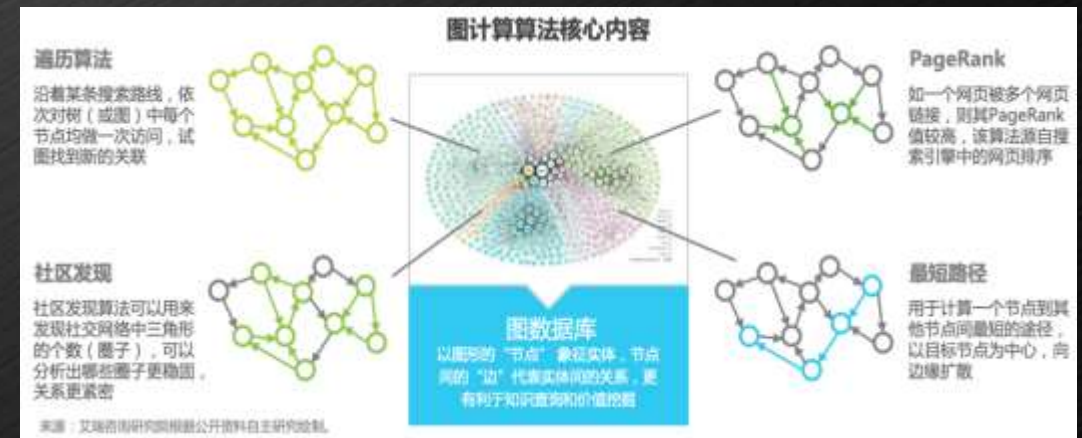 图计算算法核心内容
遍历算法
沿着某条搜索路线，依
次对树（或图）中每个
节点均做一次访问，试
图找到新的关联
PageRank
如一个网页被多个网页
链接，则其PageRank
值较高，该算法源自搜
索引擎中的网页排序
社区发现
社区发现算法可以用来
发现社交网络中三角形
的个数（圈子），可以
分析出哪些圈子更稳固，
关系更紧密
图数据库
以图形的“节点”象征实体，节点
间的“边”代表实体间的关系，更
有利于知识查询和价值挖掘
最短路径
用于计算一个节点到其
他节点间最短的途径，
以目标节点为中心，向
边缘扩散
来源：艾瑞咨询研究院根据公开资料自主研究绘制。